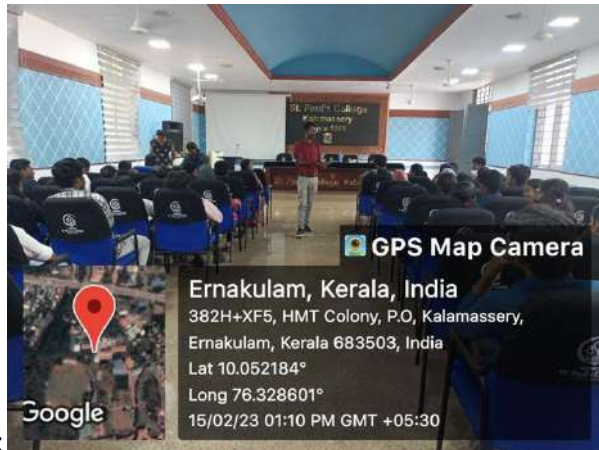 St. Paul's College
Kalamassery
GPS Map Camera
Ernakulam, Kerala, India
382H+XF5, HMT Colony, P.O, Kalamassery,
Ernakulam, Kerala 683503, India
Lat 10.052184°
Long 76.328601°
15/02/23 01:10 PM GMT +05:30
Google